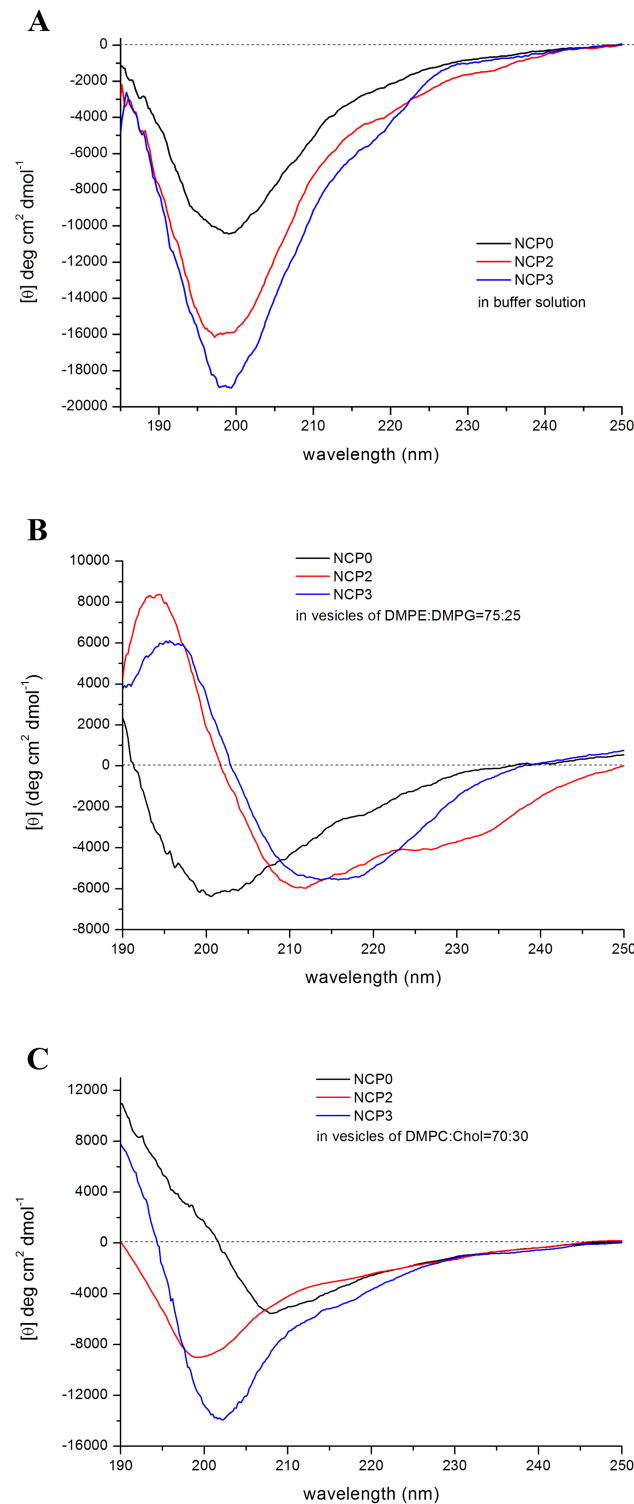 A
0
-2000
-4000
-6000
-8000
-10000
-12000
-14000
-16000
-18000
-20000
[θ] deg cm² dmol⁻¹
NCP0
NCP2
NCP3
in buffer solution
190 200 210 220 230 240 250
wavelength (nm)
B
10000
8000
6000
4000
2000
0
-2000
-4000
-6000
-8000
[θ] (deg cm² dmol⁻¹)
NCP0
NCP2
NCP3
in vesicles of DMPE:DMPG=75:25
190 200 210 220 230 240 250
wavelength (nm)
C
12000
8000
4000
0
-4000
-8000
-12000
-16000
[θ] deg cm² dmol⁻¹
NCP0
NCP2
NCP3
in vesicles of DMPC:Chol=70:30
190 200 210 220 230 240 250
wavelength (nm)